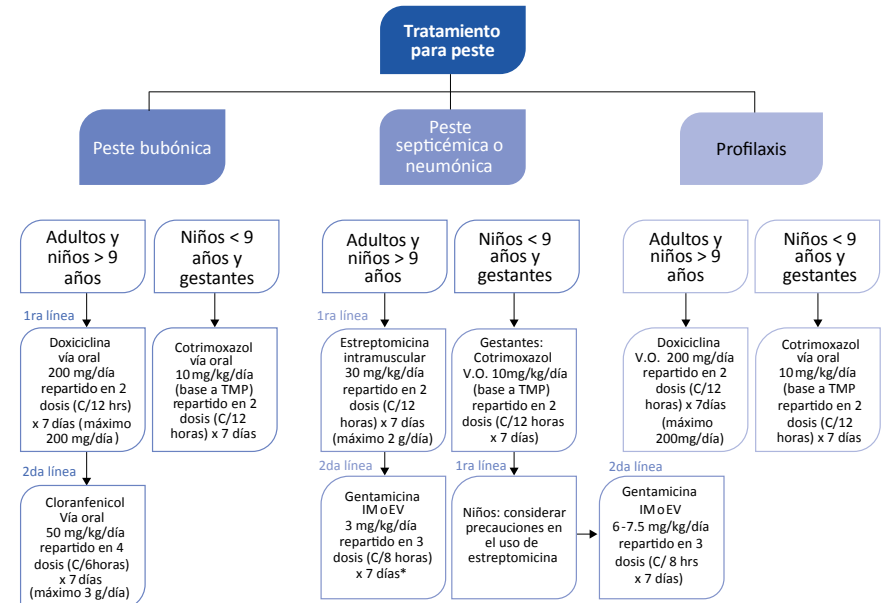 Tratamiento
para peste
Peste bubónica
Peste
septicémica o
neumónica
Profilaxis
Adultos y
niños > 9
años
Niños < 9
años y
gestantes
Adultos y
niños > 9
años
Niños < 9
años y
gestantes
Adultos y
niños > 9
años
Niños < 9
años y
gestantes
1ra línea
Doxiciclina
vía oral
200 mg/día
repartido en 2
dosis (C/12 hrs)
x 7 días (máximo
200 mg/día)
Cotrimoxazol
vía oral
10 mg/kg/día
(base a TMP)
repartido en 2
dosis (C/12
horas) x 7 días
2da línea
Cloranfenicol
Vía oral
50 mg/kg/día
repartido en 4
dosis (C/6horas)
x 7 días
(máximo 3 g/día)
1ra línea
Estreptomicina
intramuscular
30 mg/kg/día
repartido en 2
dosis (C/12
horas) x 7 días
(máximo 2 g/día)
Gestantes:
Cotrimoxazol
V.O. 10mg/kg/día
(base a TMP)
repartido en 2
dosis (C/12 horas
x 7 días)
2da línea
Gentamicina
IM o EV
3 mg/kg/día
repartido en 3
dosis (C/8 horas)
x 7 días*
1ra línea
Niños: considerar
precauciones en
el uso de
estreptomicina
2da línea
Gentamicina
IM o EV
6-7.5 mg/kg/día
repartido en 3
dosis (C/ 8 hrs
x 7 días)
Doxiciclina
V.O. 200 mg/día
repartido en 2
dosis (C/12
horas) x 7días
(máximo
200mg/día)
Cotrimoxazol
vía oral
10 mg/kg/día
(base a TMP
repartido en 2
dosis (C/12
horas) x 7 días